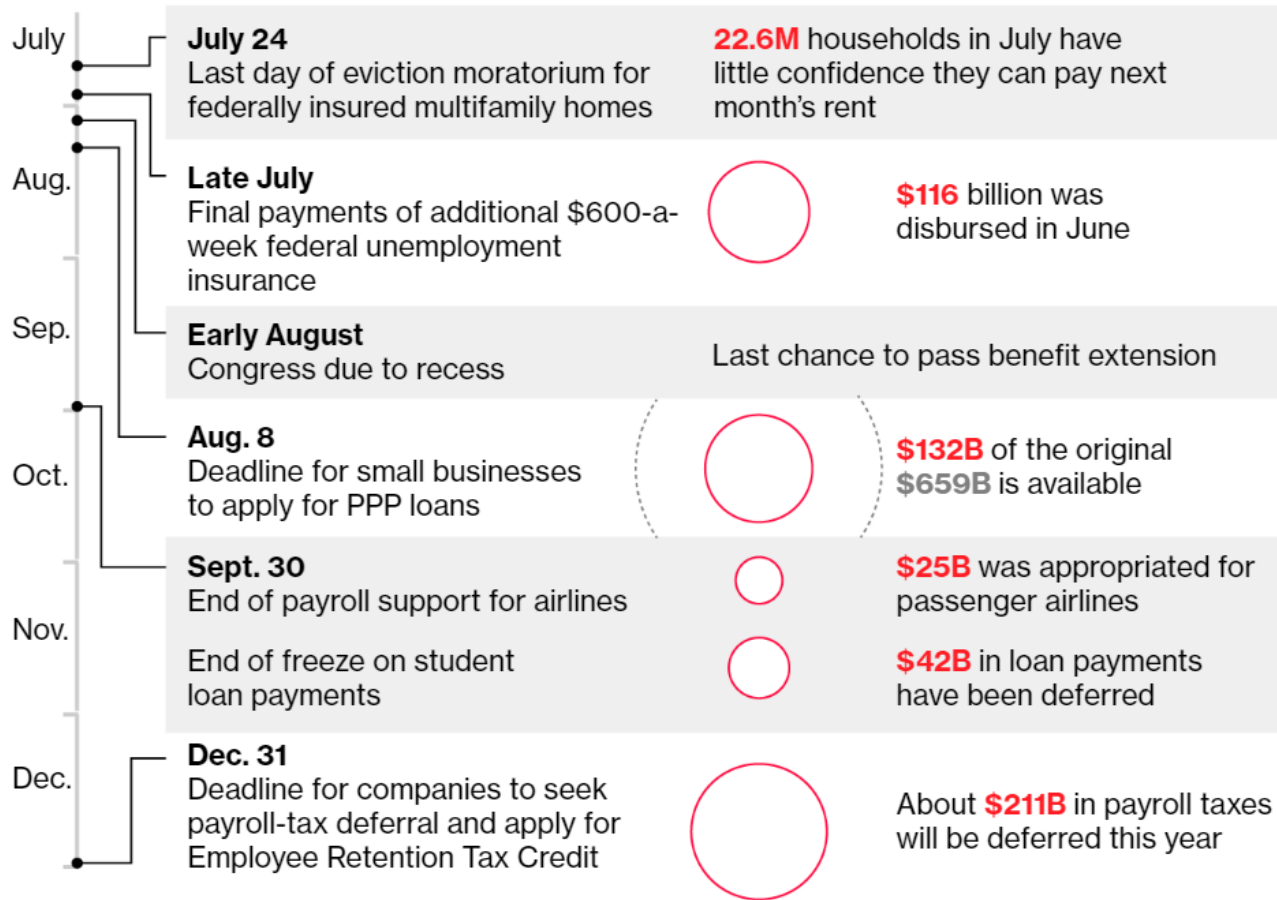 July
July 24
Last day of eviction moratorium for
federally insured multifamily homes
22.6M households in July have
little confidence they can pay next
month's rent
Aug.
Late July
Final payments of additional $600-a-
week federal unemployment
insurance
$116 billion was
disbursed in June
Sep.
Early August
Congress due to recess
Last chance to pass benefit extension
Oct.
Aug. 8
Deadline for small businesses
to apply for PPP loans
$132B of the original
$659B is available
Nov.
Sept. 30
End of payroll support for airlines
$25B was appropriated for
passenger airlines
End of freeze on student
loan payments
$42B in loan payments
have been deferred
Dec.
Dec. 31
Deadline for companies to seek
payroll-tax deferral and apply for
Employee Retention Tax Credit
About $211B in payroll taxes
will be deferred this year